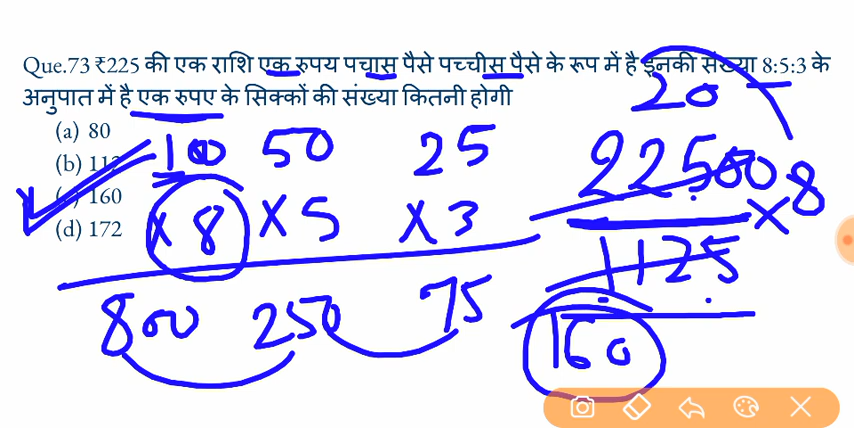 Que.73 ₹225 की एक राशि एक रुपय पचास पैसे पच्चीस पैसे के रूप में है इनकी संख्या 8:5:3 के
अनुपात में है एक रुपए के सिक्कों की संख्या कितनी होगी
(a) 80
(b)
160
(d) 172
100 50 25
× 8 × 5 × 3
800 250 75
20
22500 × 8
1125
160